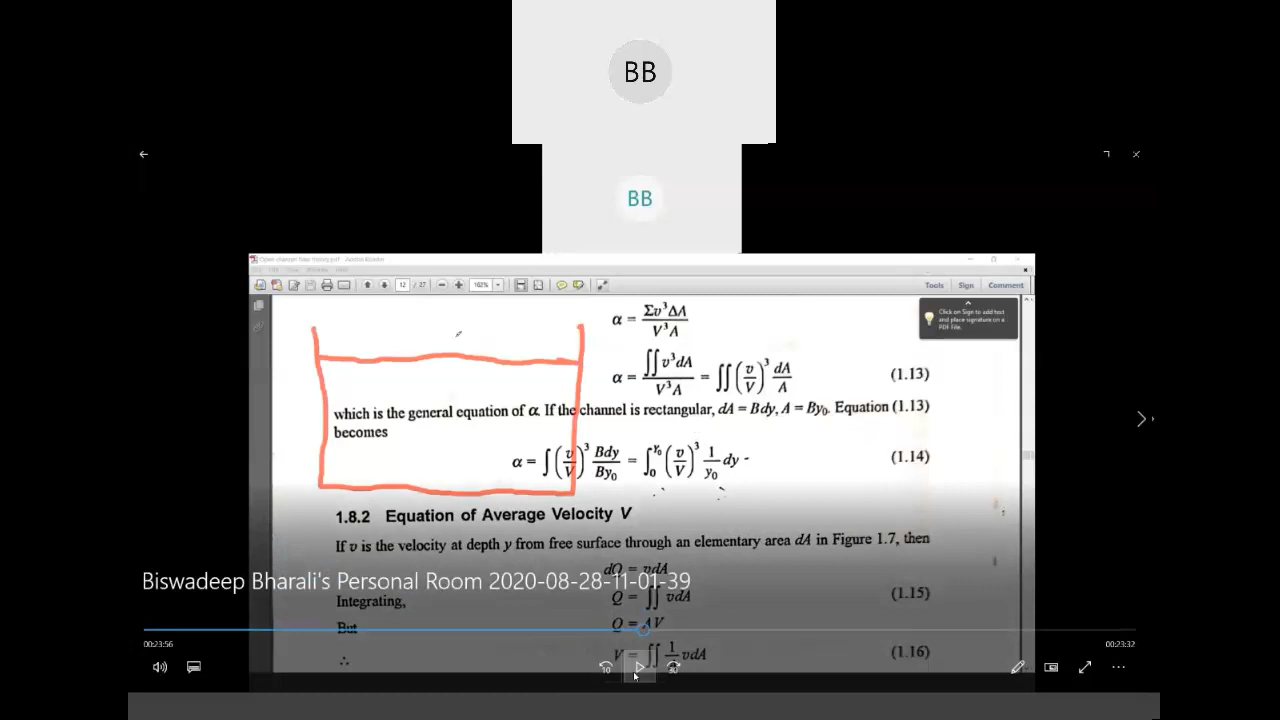 BB
BB
Open channel flow theory.pdf - Adobe Reader
12 / 27
162%
Tools Sign Comment
Click on Sign to add text and place signature on a PDF File.
α = Σv³ΔA / V³A
α = ∬v³dA / V³A = ∬(v/V)³ dA/A (1.13)
which is the general equation of α. If the channel is rectangular, dA = Bdy, A = By₀. Equation (1.13)
becomes
α = ∫(v/V)³ Bdy/By₀ = ∫₀^Y₀ (v/V)³ 1/y₀ dy - (1.14)
1.8.2 Equation of Average Velocity V
If v is the velocity at depth y from free surface through an elementary area dA in Figure 1.7, then
dQ = vdA
Biswadeep Bharali's Personal Room 2020-08-28-11-01-39
Integrating, Q = ∬ vdA (1.15)
But Q = AV
00:23:56 00:23:32
∴ V = ∬ 1/A vdA (1.16)
10 30